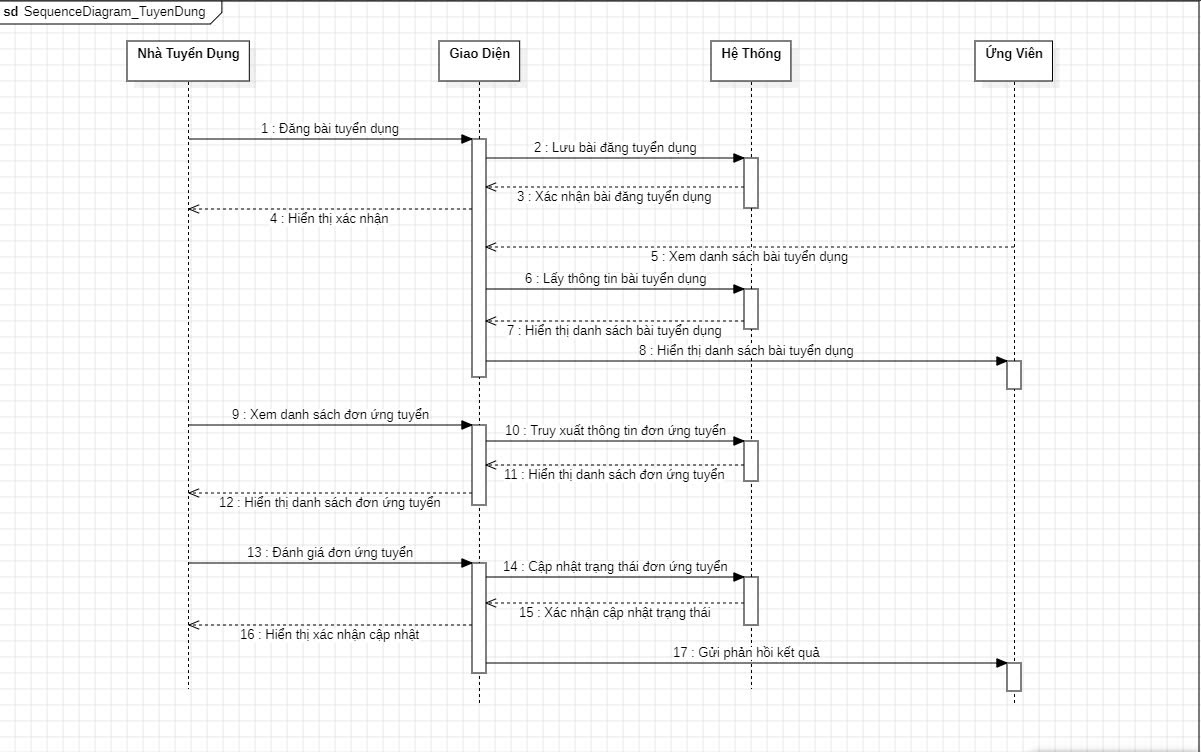 sd SequenceDiagram_TuyenDung
Nhà Tuyển Dụng
Giao Diện
Hệ Thống
Ứng Viên
1 : Đăng bài tuyển dụng
2 : Lưu bài đăng tuyển dụng
3 : Xác nhận bài đăng tuyển dụng
4 : Hiển thị xác nhận
5 : Xem danh sách bài tuyển dụng
6 : Lấy thông tin bài tuyển dụng
7 : Hiển thị danh sách bài tuyển dụng
8 : Hiển thị danh sách bài tuyển dụng
9 : Xem danh sách đơn ứng tuyển
10 : Truy xuất thông tin đơn ứng tuyển
11 : Hiển thị danh sách đơn ứng tuyển
12 : Hiển thị danh sách đơn ứng tuyển
13 : Đánh giá đơn ứng tuyển
14 : Cập nhật trạng thái đơn ứng tuyển
15 : Xác nhận cập nhật trạng thái
16 : Hiển thị xác nhận cập nhật
17 : Gửi phản hồi kết quả